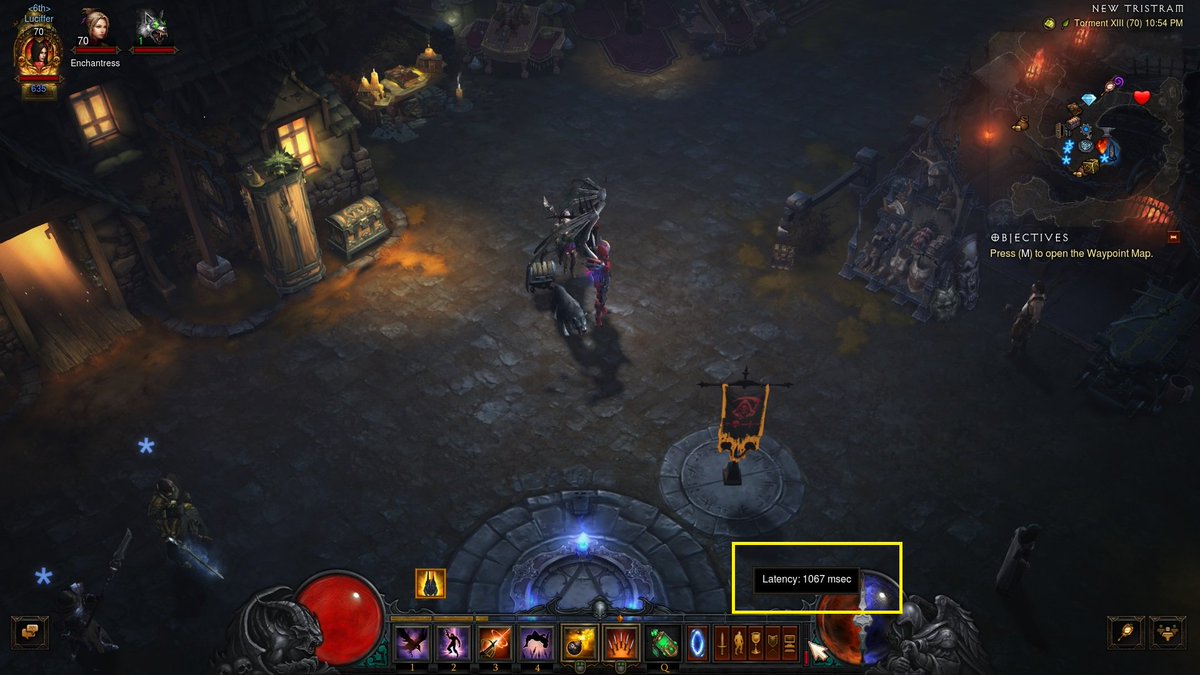 <6th>
Luciffer
70
635
70
Enchantress
1
NEW TRISTRAM
Torment XIII (70) 10:54 PM
OBJECTIVES
Press (M) to open the Waypoint Map.
Latency: 1067 msec
1 2 3 4 Q